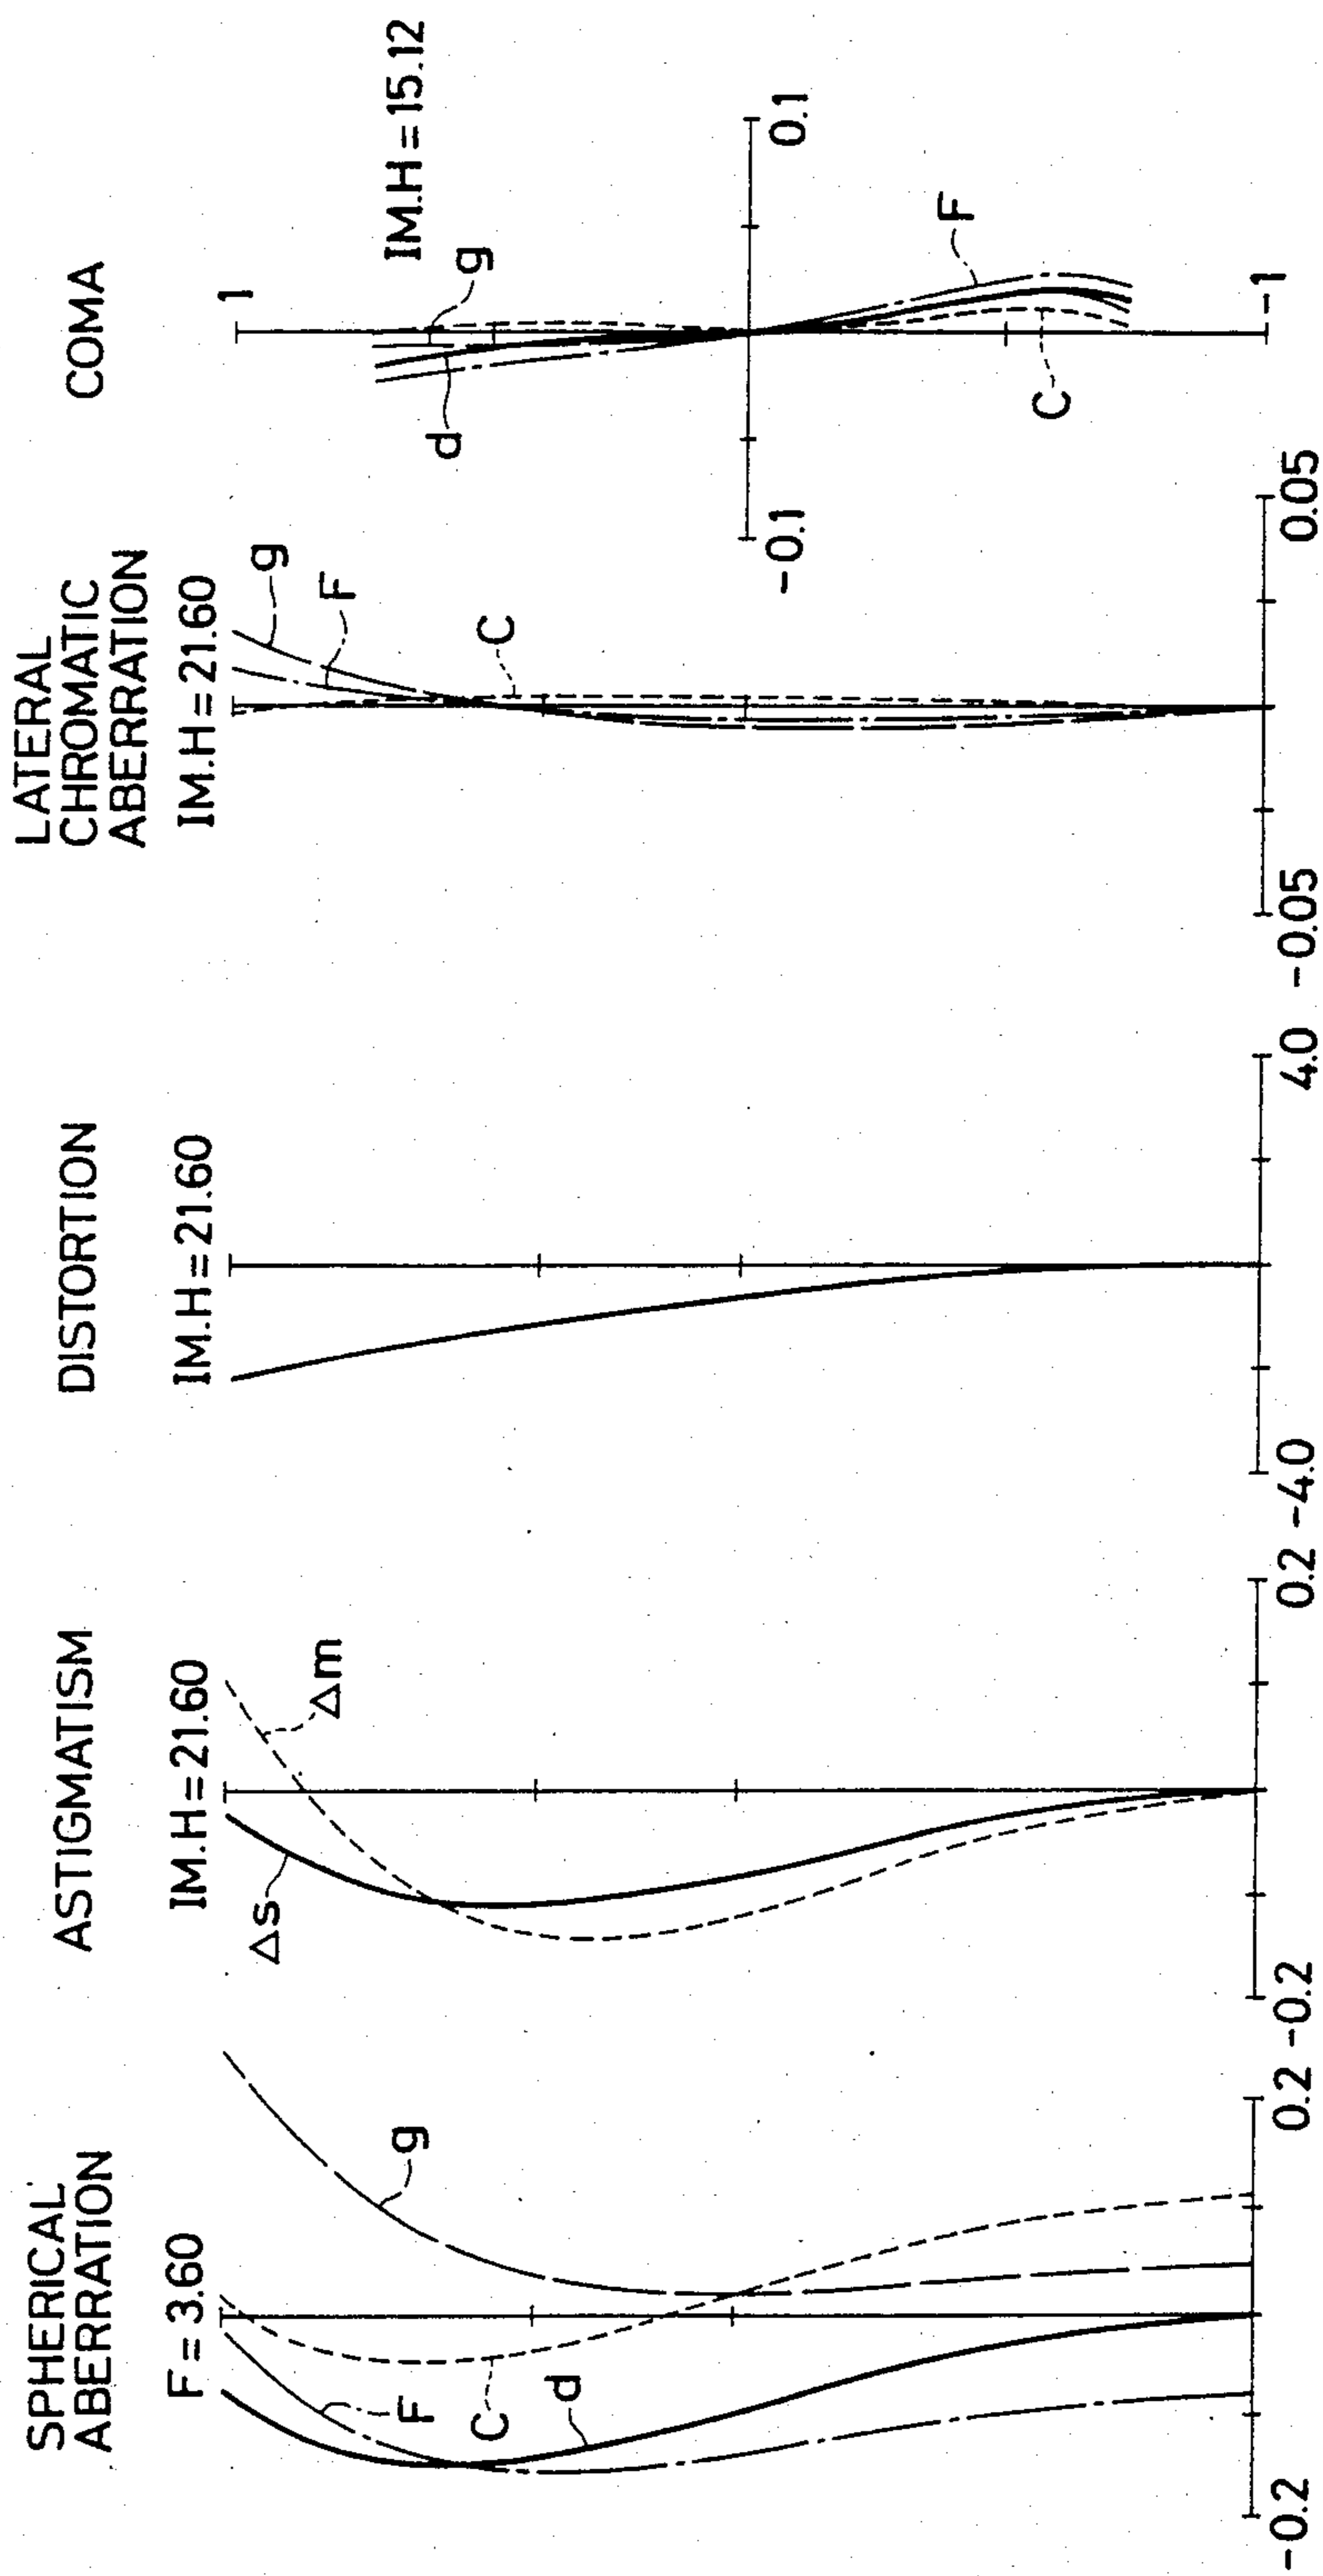 SPHERICAL
ABERRATION
F = 3.60
g
F
C
d
-0.2
0.2
ASTIGMATISM
IM.H = 21.60
Δs
Δm
-0.2
0.2
DISTORTION
IM.H = 21.60
-4.0
4.0
LATERAL
CHROMATIC
ABERRATION
IM.H = 21.60
g
F
C
-0.05
0.05
COMA
IM.H = 15.12
1
g
d
-0.1
0.1
F
C
-1